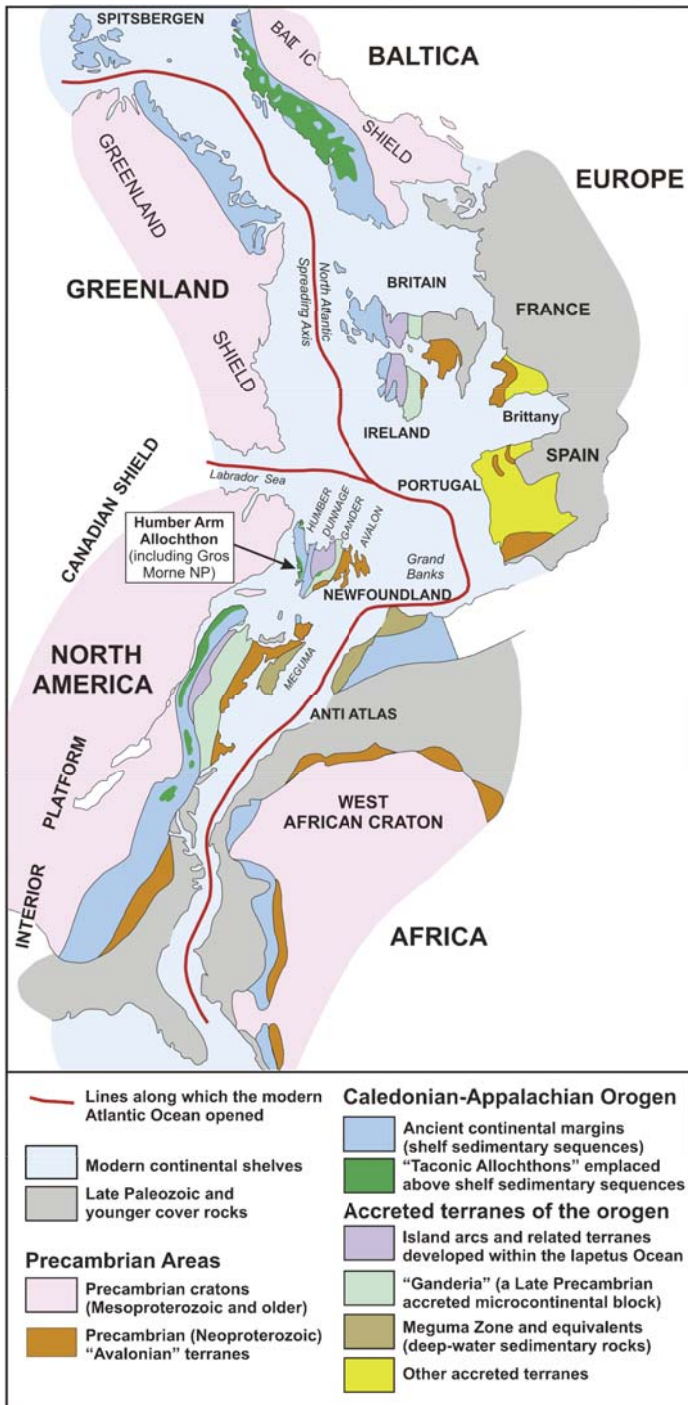 SPITSBERGEN
BALTIC
SHIELD
BALTICA
GREENLAND
SHIELD
EUROPE
GREENLAND
North Atlantic
Spreading Axis
BRITAIN
FRANCE
IRELAND
Brittany
SPAIN
PORTUGAL
Labrador Sea
CANADIAN SHIELD
Humber Arm
Allochthon
(including Gros
Morne NP)
HUMBER
DUNNAGE
GANDER
AVALON
Grand
Banks
NEWFOUNDLAND
NORTH
AMERICA
MEGUMA
ANTI ATLAS
PLATFORM
INTERIOR
WEST
AFRICAN CRATON
AFRICA
Lines along which the modern
Atlantic Ocean opened
Modern continental shelves
Late Paleozoic and
younger cover rocks
Precambrian Areas
Precambrian cratons
(Mesoproterozoic and older)
Precambrian (Neoproterozoic)
“Avalonian” terranes
Caledonian-Appalachian Orogen
Ancient continental margins
(shelf sedimentary sequences)
“Taconic Allochthons” emplaced
above shelf sedimentary sequences
Accreted terranes of the orogen
Island arcs and related terranes
developed within the Iapetus Ocean
“Ganderia” (a Late Precambrian
accreted microcontinental block)
Meguma Zone and equivalents
(deep-water sedimentary rocks)
Other accreted terranes